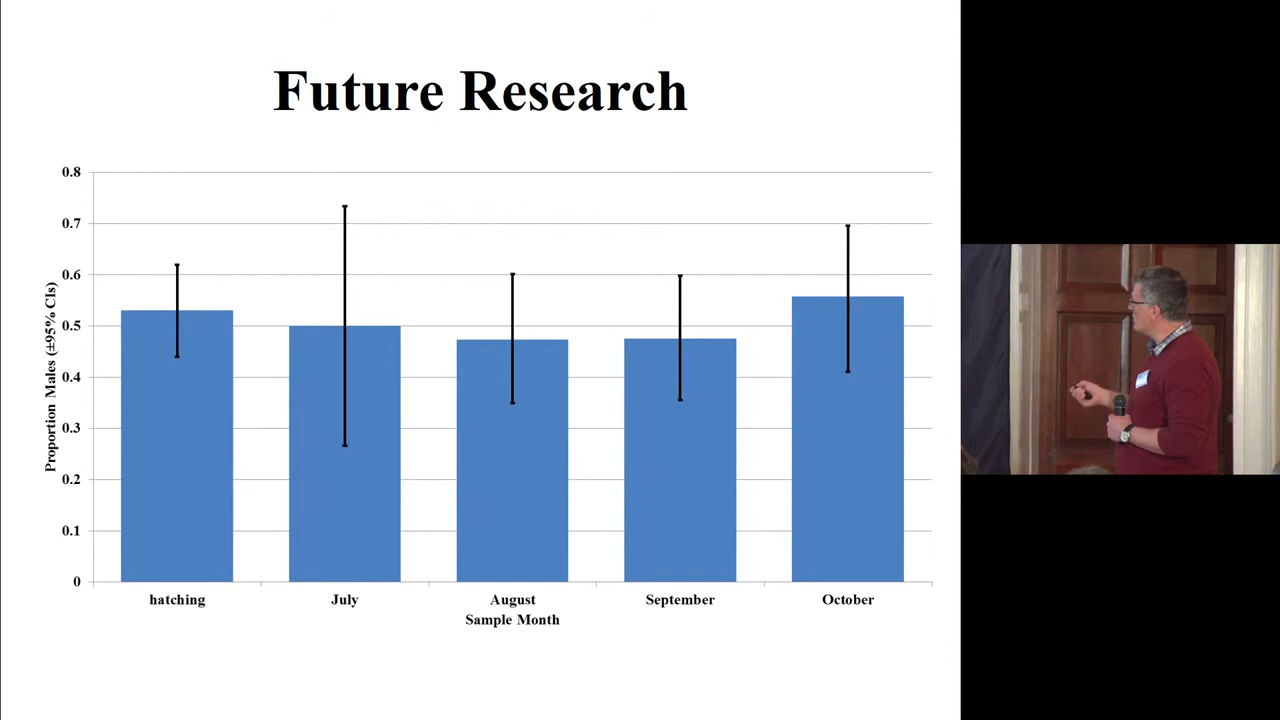 Future Research
0.8
0.7
0.6
0.5
0.4
0.3
0.2
0.1
0
Proportion Males (±95% CIs)
hatching July August September October
Sample Month